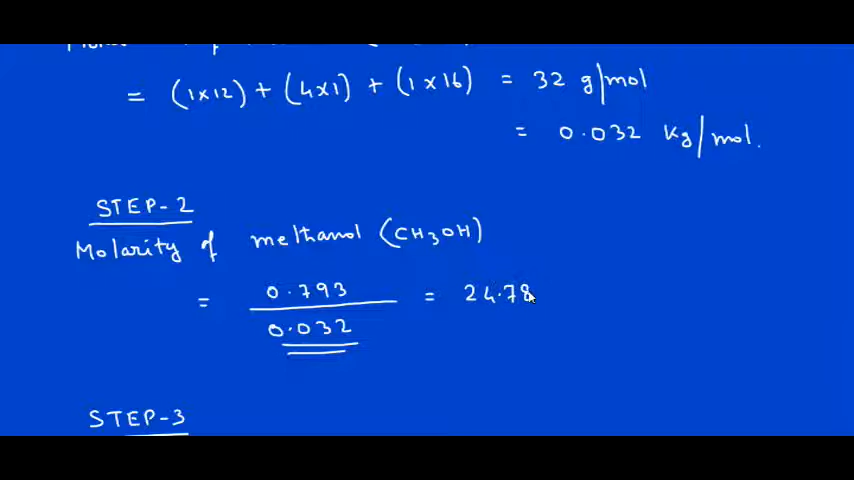 = (1×12) + (4×1) + (1×16) = 32 g/mol
= 0.032 Kg/mol.
STEP-2
Molarity of methanol (CH3OH)
= 0.793 / 0.032 = 24.78
STEP-3